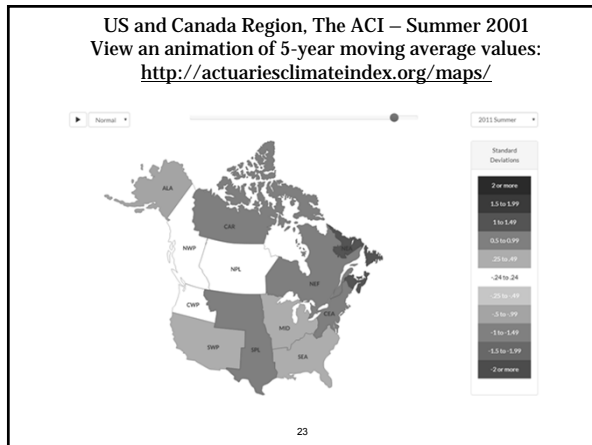 US and Canada Region, The ACI – Summer 2001
View an animation of 5-year moving average values:
http://actuariesclimateindex.org/maps/
Normal
2011 Summer
Standard
Deviations
2 or more
1.5 to 1.99
1 to 1.49
0.5 to 0.99
.25 to .49
-.24 to .24
-.25 to -.49
-.5 to -.99
-1 to -1.49
-1.5 to -1.99
-2 or more
ALA
CAR
NWP
NPL
NEF
CWP
CEA
MID
SWP
SPL
SEA
23